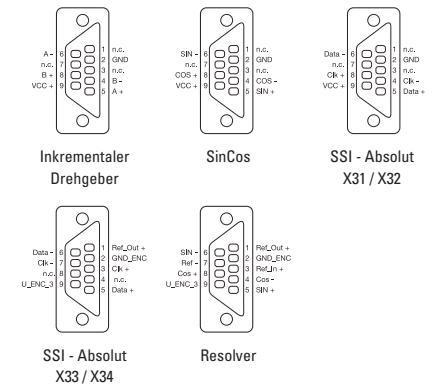 A - 6
n.c. 7
B + 8
VCC + 9
1 n.c.
2 GND
3 n.c.
4 B -
5 A +
Inkrementaler
Drehgeber
SIN - 6
n.c. 7
COS + 8
VCC + 9
1 n.c.
2 GND
3 n.c.
4 COS -
5 SIN +
SinCos
Data - 6
n.c. 7
Clk + 8
VCC + 9
1 n.c.
2 GND
3 n.c.
4 Clk -
5 Data +
SSI - Absolut
X31 / X32
Data - 6
Clk - 7
n.c. 8
U_ENC_3 9
1 Ref_Out +
2 GND_ENC
3 Clk +
4 n.c.
5 Data +
SSI - Absolut
X33 / X34
SIN - 6
Ref - 7
Cos + 8
U_ENC_3 9
1 Ref_Out +
2 GND_ENC
3 Ref_In +
4 Cos -
5 SIN +
Resolver